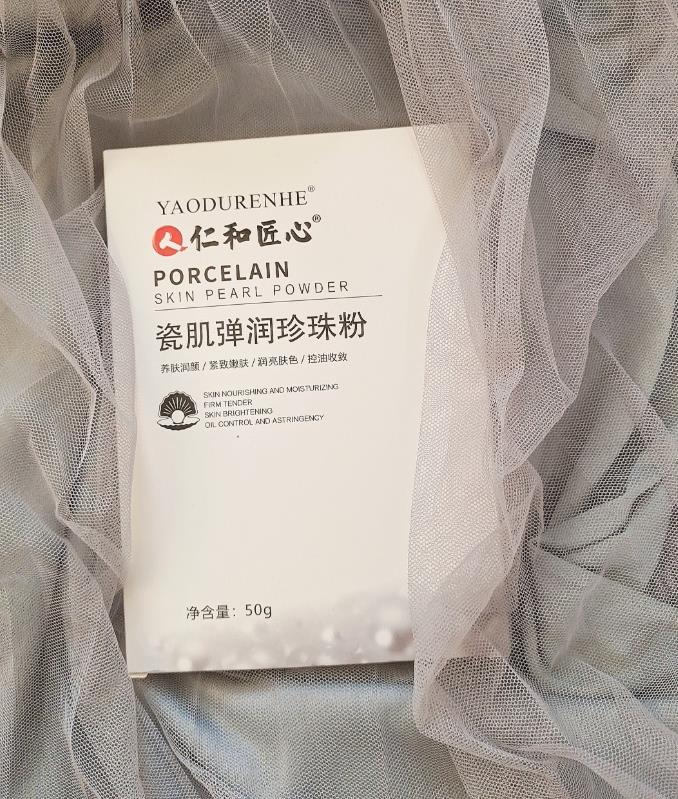 YAODURENHE®
人 仁和匠心®
PORCELAIN
SKIN PEARL POWDER
瓷肌弹润珍珠粉
养肤润颜 / 紧致嫩肤 / 润亮肤色 / 控油收敛
SKIN NOURISHING AND MOISTURIZING
FIRM TENDER
SKIN BRIGHTENING
OIL CONTROL AND ASTRINGENCY
净含量：50g